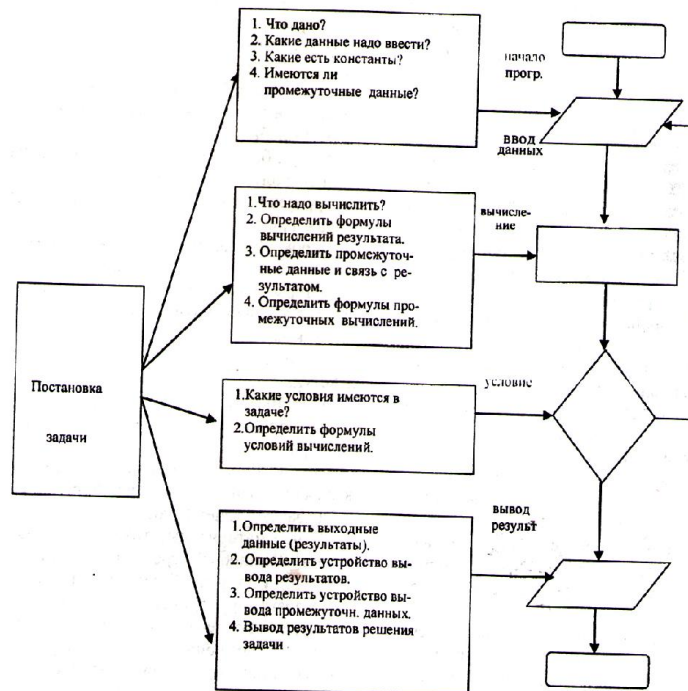 1. Что дано?
2. Какие данные надо ввести?
3. Какие есть константы?
4. Имеются ли
промежуточные данные?
начало
прогр.
ввод
данных
1.Что надо вычислить?
2. Определить формулы
вычислений результата.
3. Определить промежуточ-
ные данные и связь с ре-
зультатом.
4. Определить формулы про-
межуточных вычислений.
вычисле-
ние
Постановка
задачи
1.Какие условия имеются в
задаче?
2.Определить формулы
условий вычислений.
условие
1.Определить выходные
данные (результаты).
2. Определить устройство вы-
вода результатов.
3. Определить устройство вы-
вода промежуточн. данных.
4. Вывод результатов решения
задачи
вывод
результ